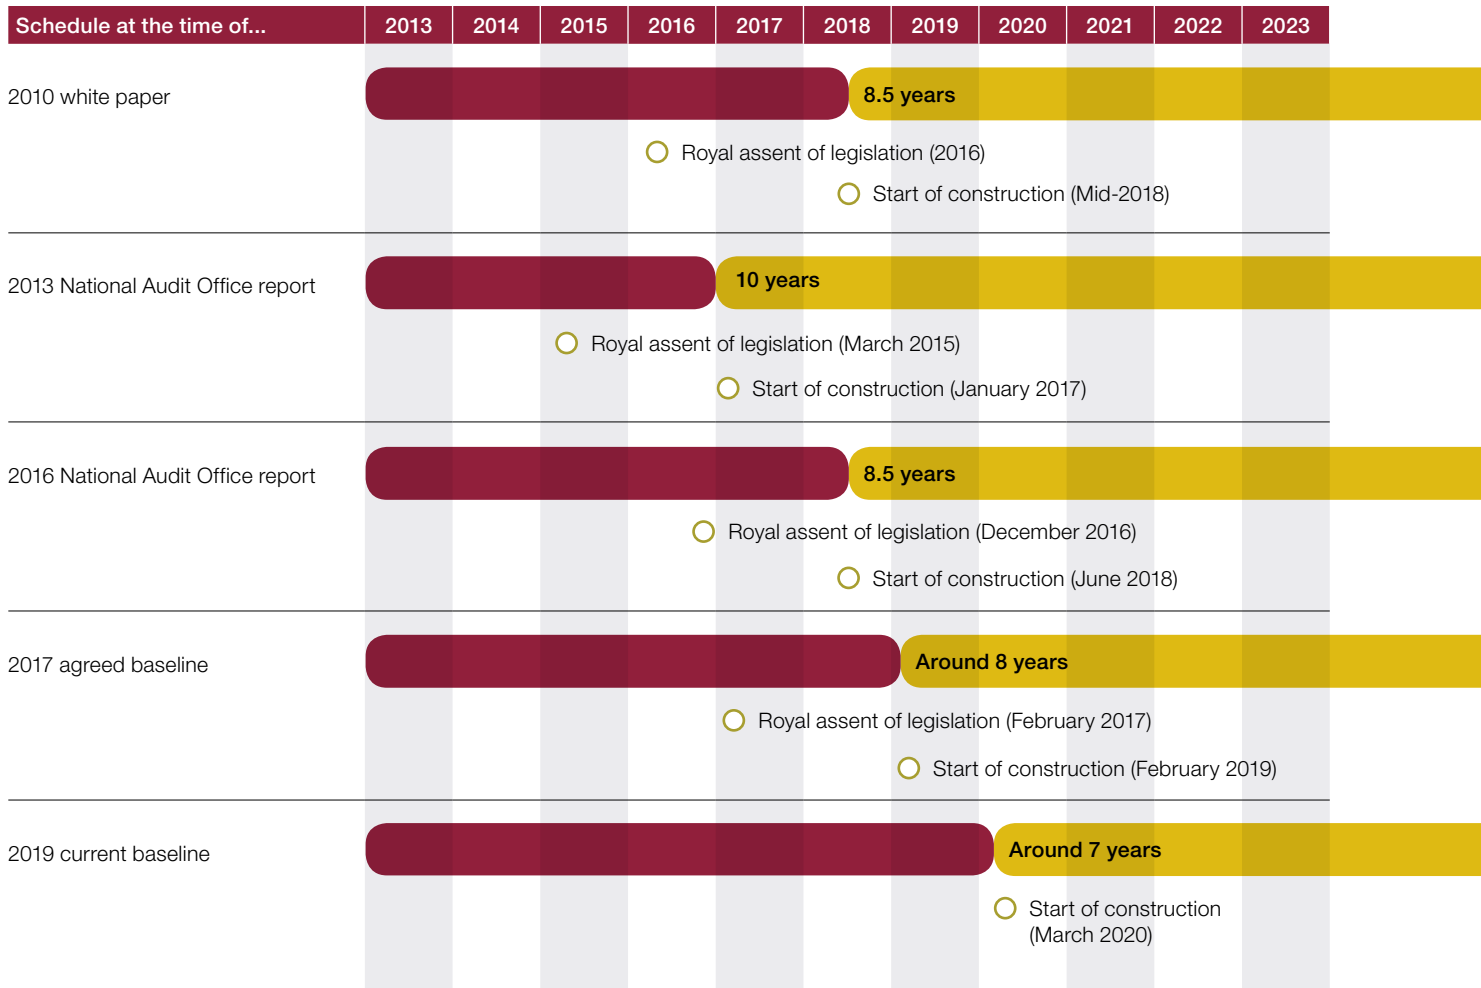 Schedule at the time of... 2013 2014 2015 2016 2017 2018 2019 2020 2021 2022 2023
2010 white paper 8.5 years
Royal assent of legislation (2016)
Start of construction (Mid-2018)
2013 National Audit Office report 10 years
Royal assent of legislation (March 2015)
Start of construction (January 2017)
2016 National Audit Office report 8.5 years
Royal assent of legislation (December 2016)
Start of construction (June 2018)
2017 agreed baseline Around 8 years
Royal assent of legislation (February 2017)
Start of construction (February 2019)
2019 current baseline Around 7 years
Start of construction
(March 2020)